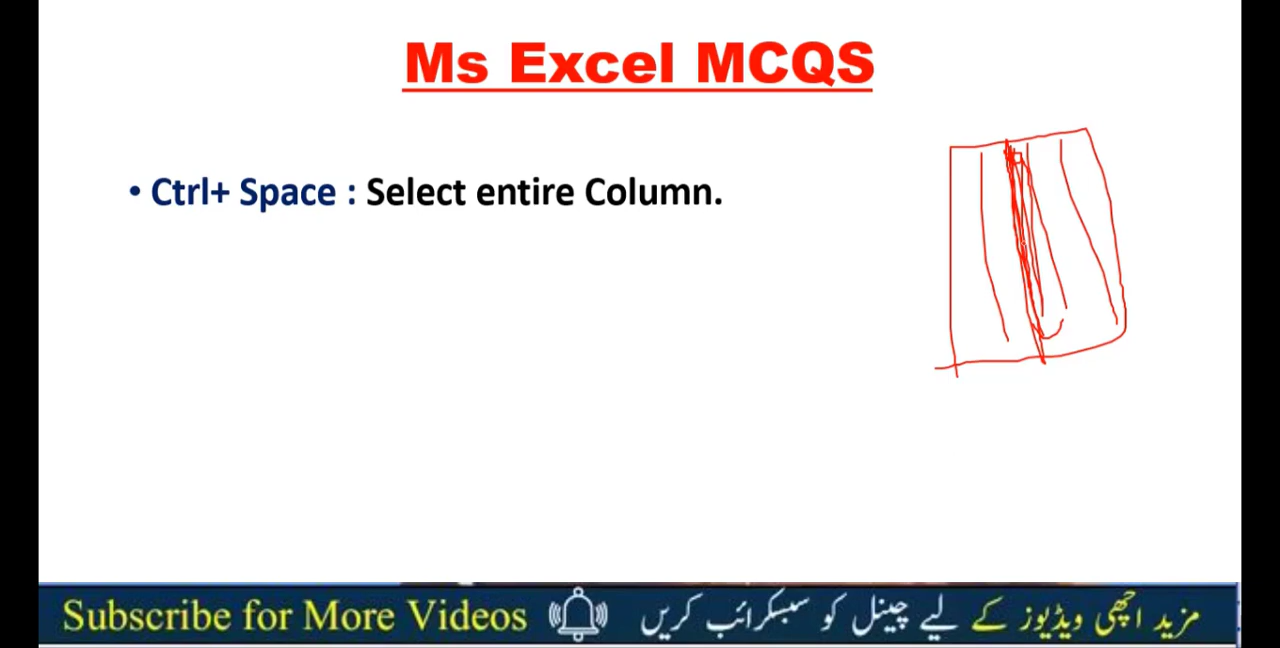 Ms Excel MCQS
• Ctrl+ Space : Select entire Column.
Subscribe for More Videos مزید اچھی ویڈیوز کے لیے چینل کو سبسکرائب کریں